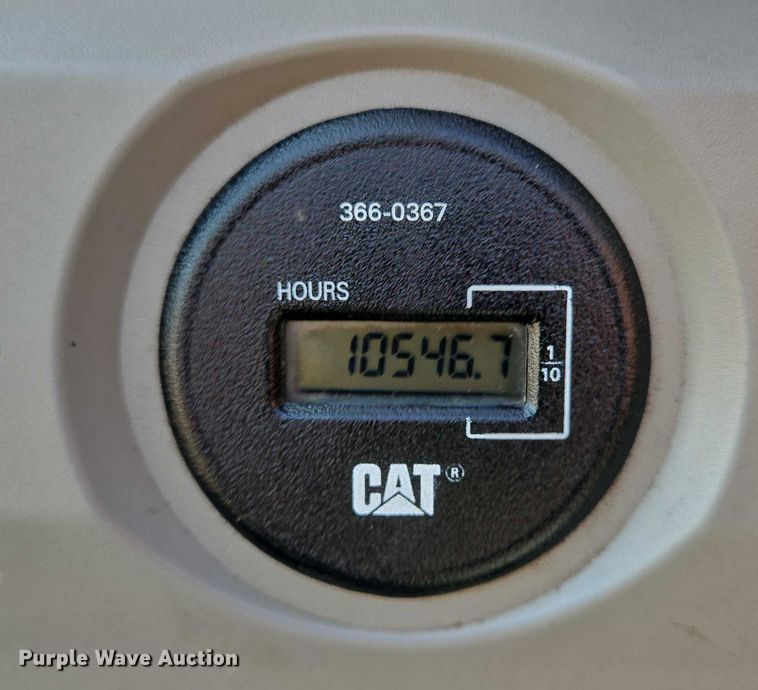 366-0367
HOURS
10546.7
1
10
CAT®
Purple Wave Auction